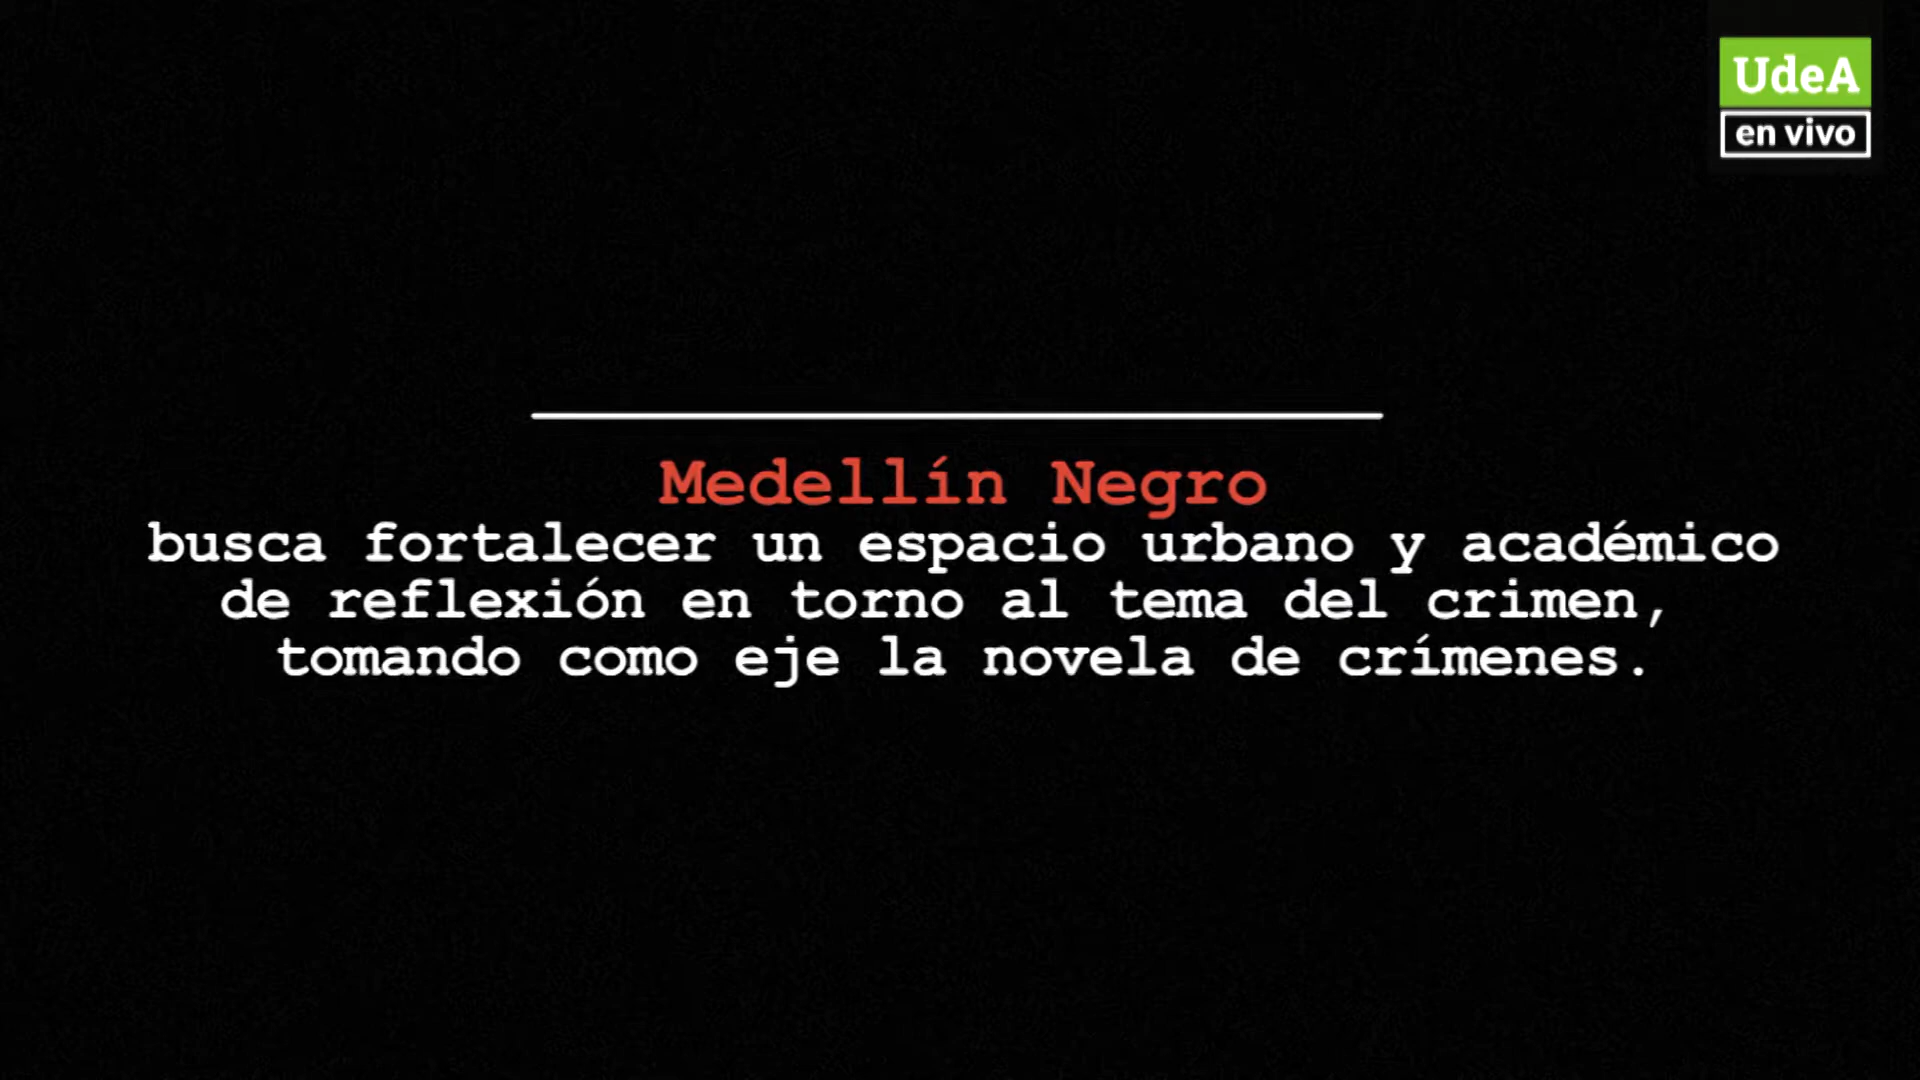 UdeA
en vivo
Medellín Negro
busca fortalecer un espacio urbano y académico
de reflexión en torno al tema del crimen,
tomando como eje la novela de crímenes.